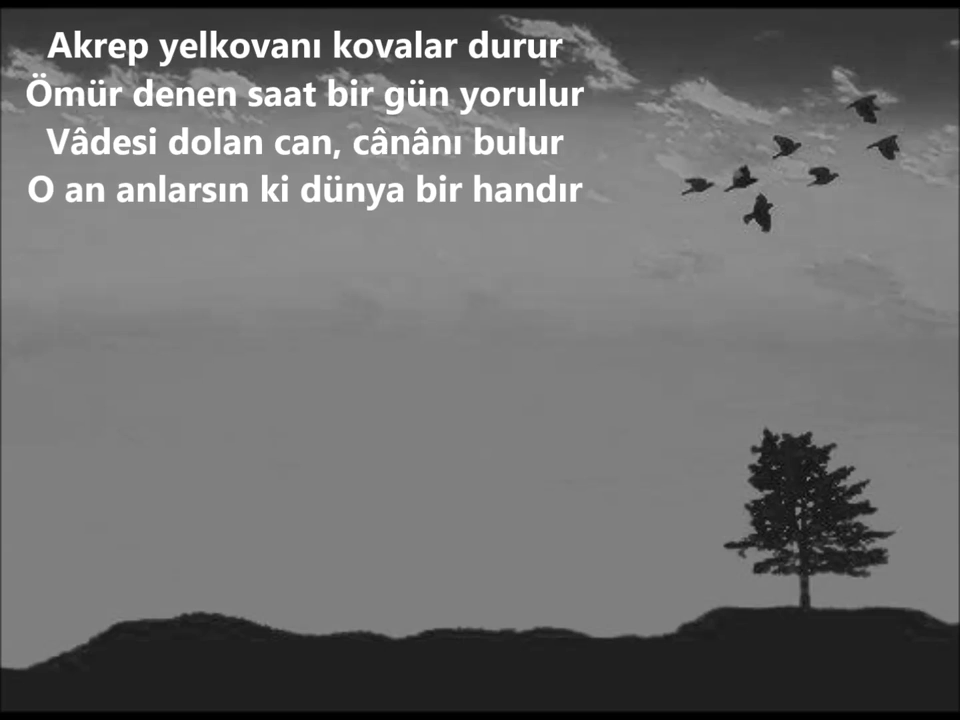 Akrep yelkovanı kovalar durur
Ömür denen saat bir gün yorulur
Vâdesi dolan can, cânânı bulur
O an anlarsın ki dünya bir handır